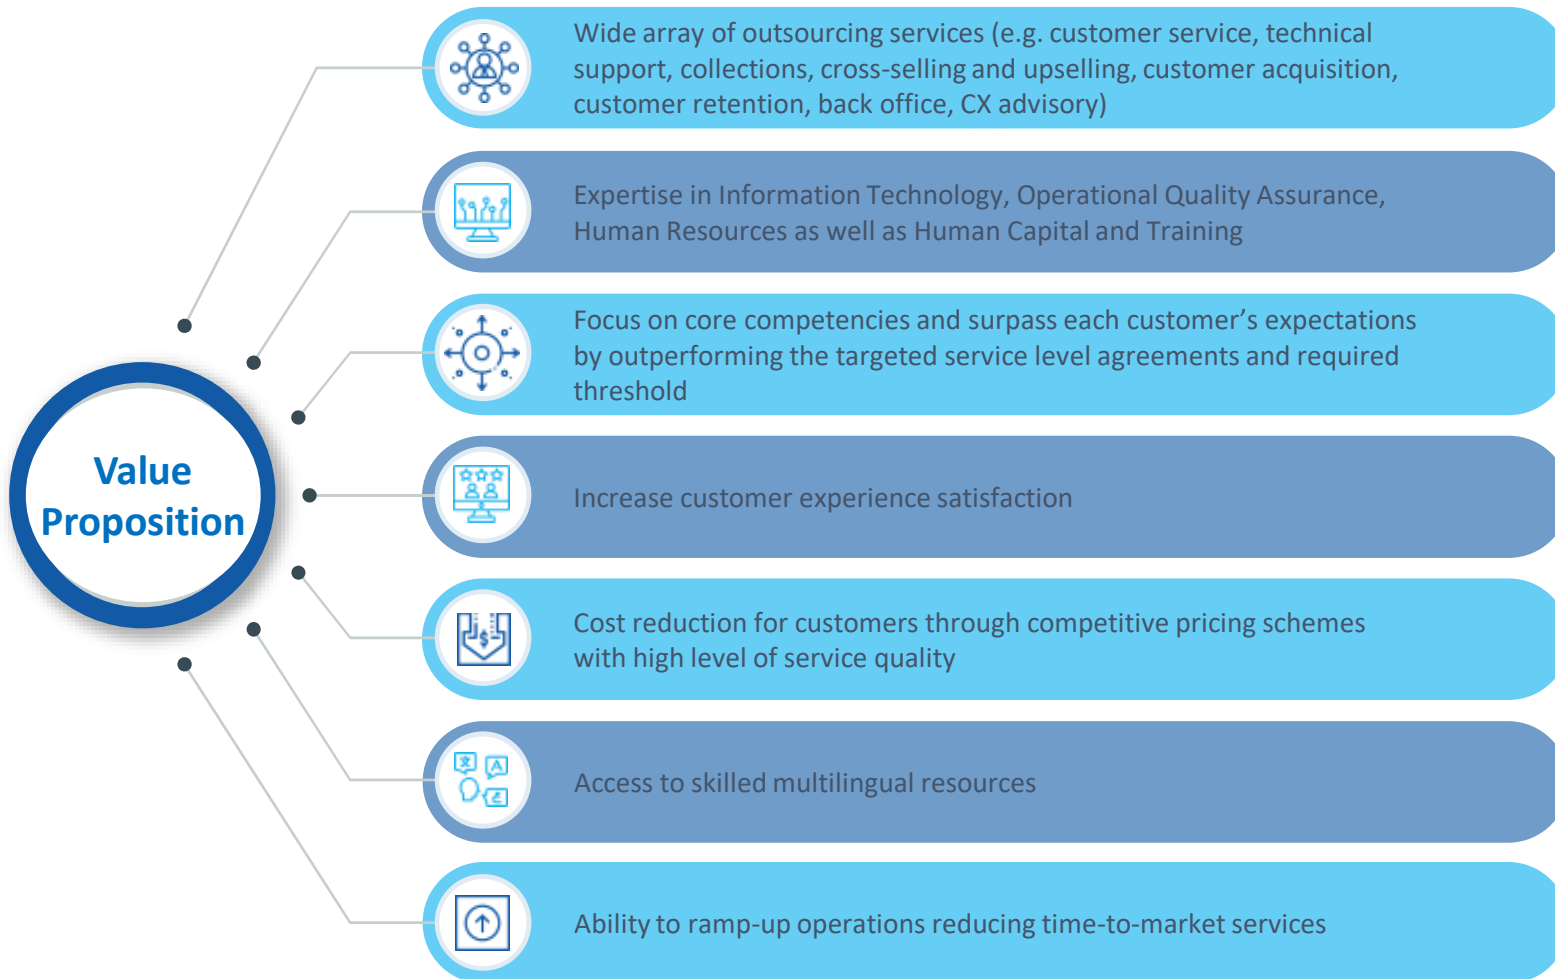 Wide array of outsourcing services (e.g. customer service, technical
support, collections, cross-selling and upselling, customer acquisition,
customer retention, back office, CX advisory)
Expertise in Information Technology, Operational Quality Assurance,
Human Resources as well as Human Capital and Training
Focus on core competencies and surpass each customer’s expectations
by outperforming the targeted service level agreements and required
threshold
Value
Proposition
Increase customer experience satisfaction
Cost reduction for customers through competitive pricing schemes
with high level of service quality
Access to skilled multilingual resources
Ability to ramp-up operations reducing time-to-market services